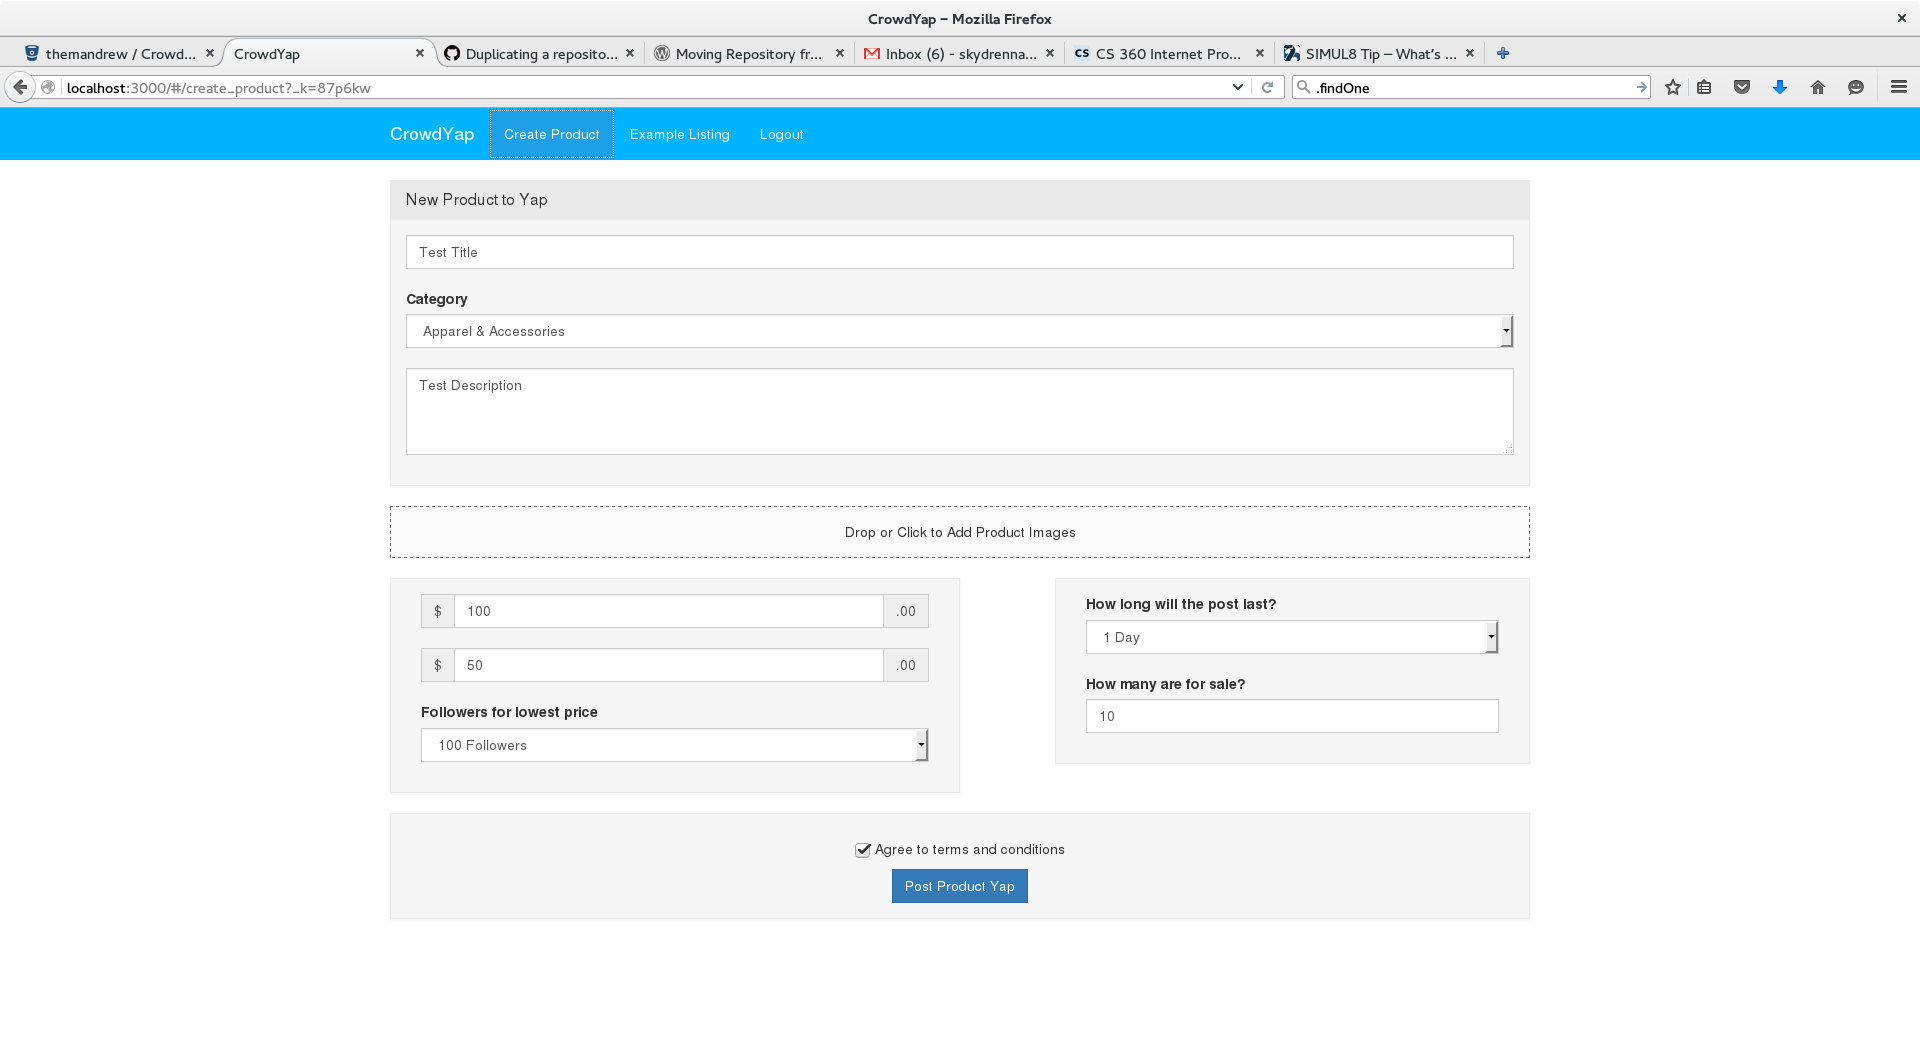 CrowdYap – Mozilla Firefox
themandrew / Crowd...
CrowdYap
Duplicating a reposito...
Moving Repository fr...
Inbox (6) - skydrenna...
CS CS 360 Internet Pro...
SIMUL8 Tip – What's ...
localhost:3000/#/create_product?_k=87p6kw
.findOne
CrowdYap
Create Product
Example Listing
Logout
New Product to Yap
Test Title
Category
Apparel & Accessories
Test Description
Drop or Click to Add Product Images
$ 100 .00
$ 50 .00
Followers for lowest price
100 Followers
How long will the post last?
1 Day
How many are for sale?
10
Agree to terms and conditions
Post Product Yap